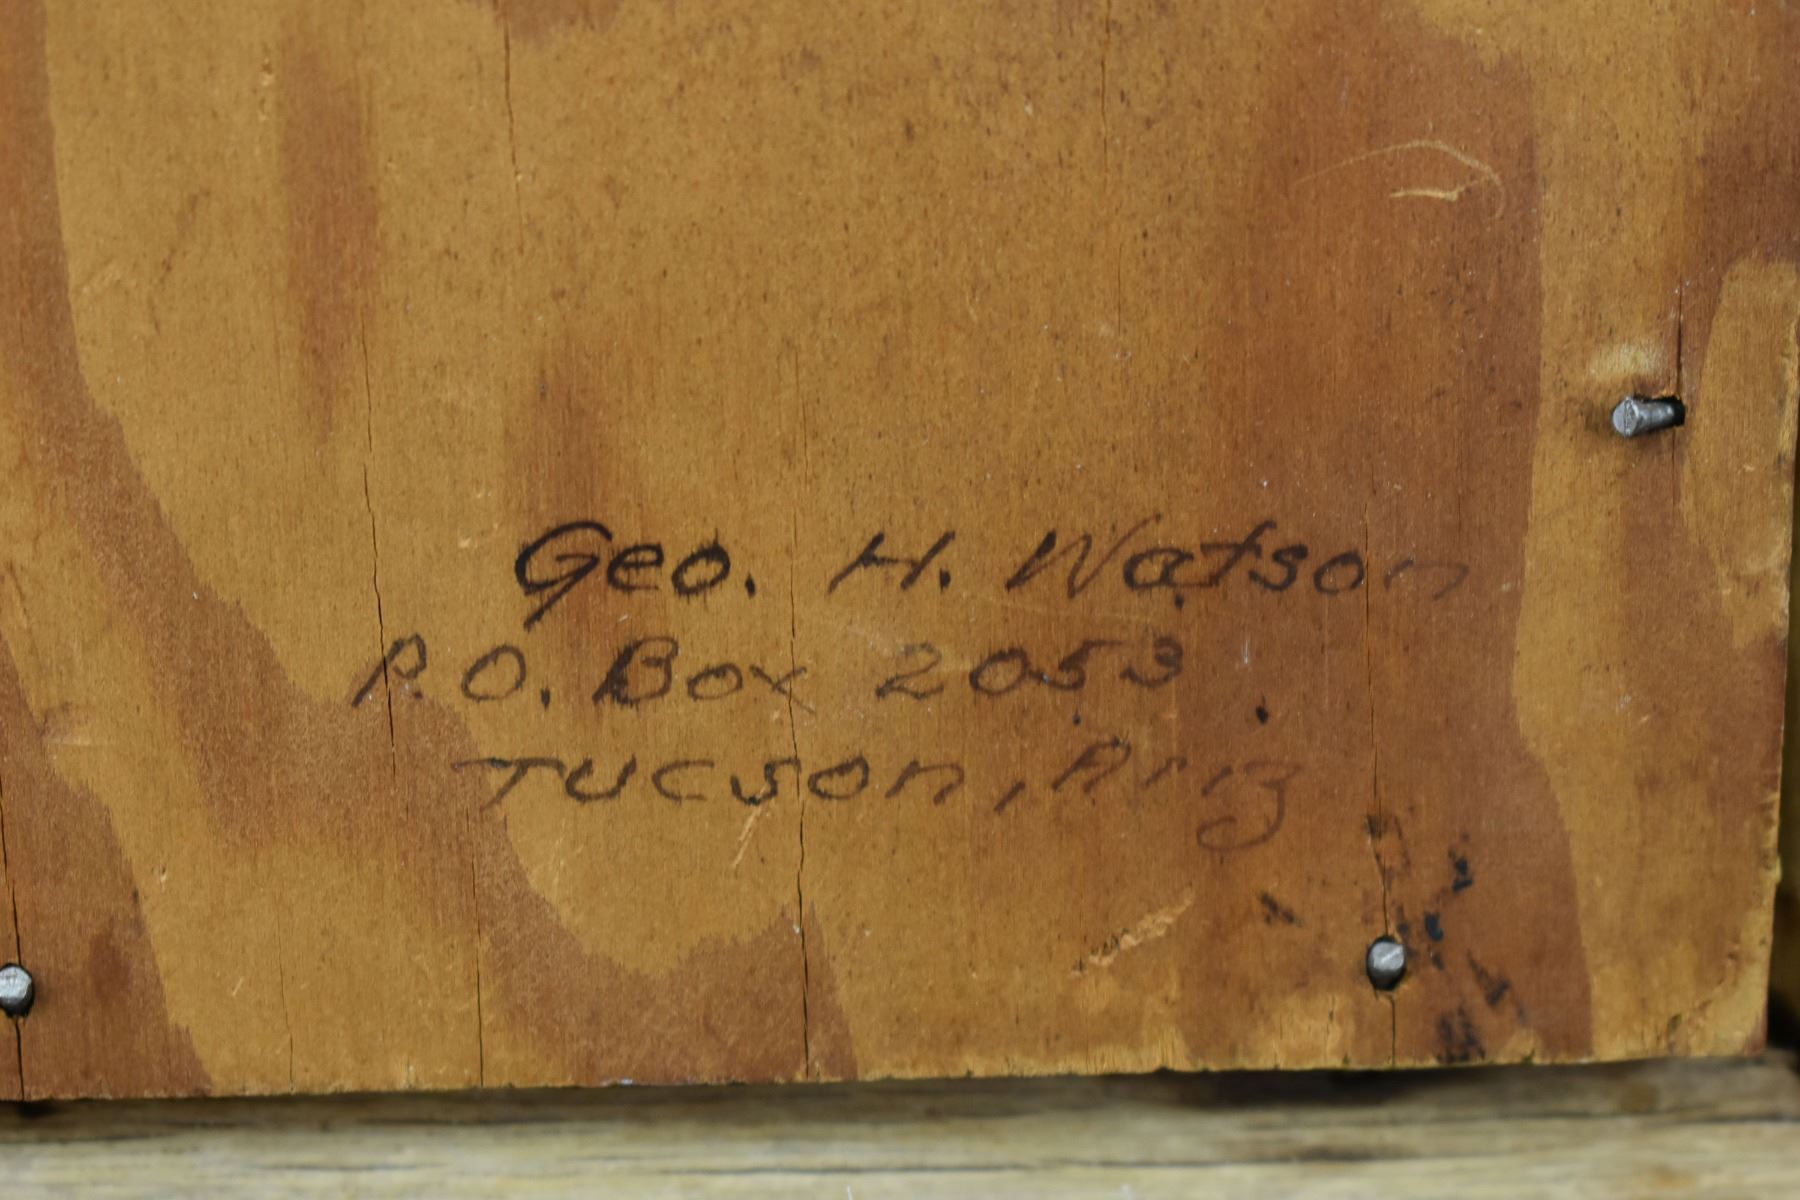 Geo. H. Watson
P.O. Box 2053
Tucson, Ariz